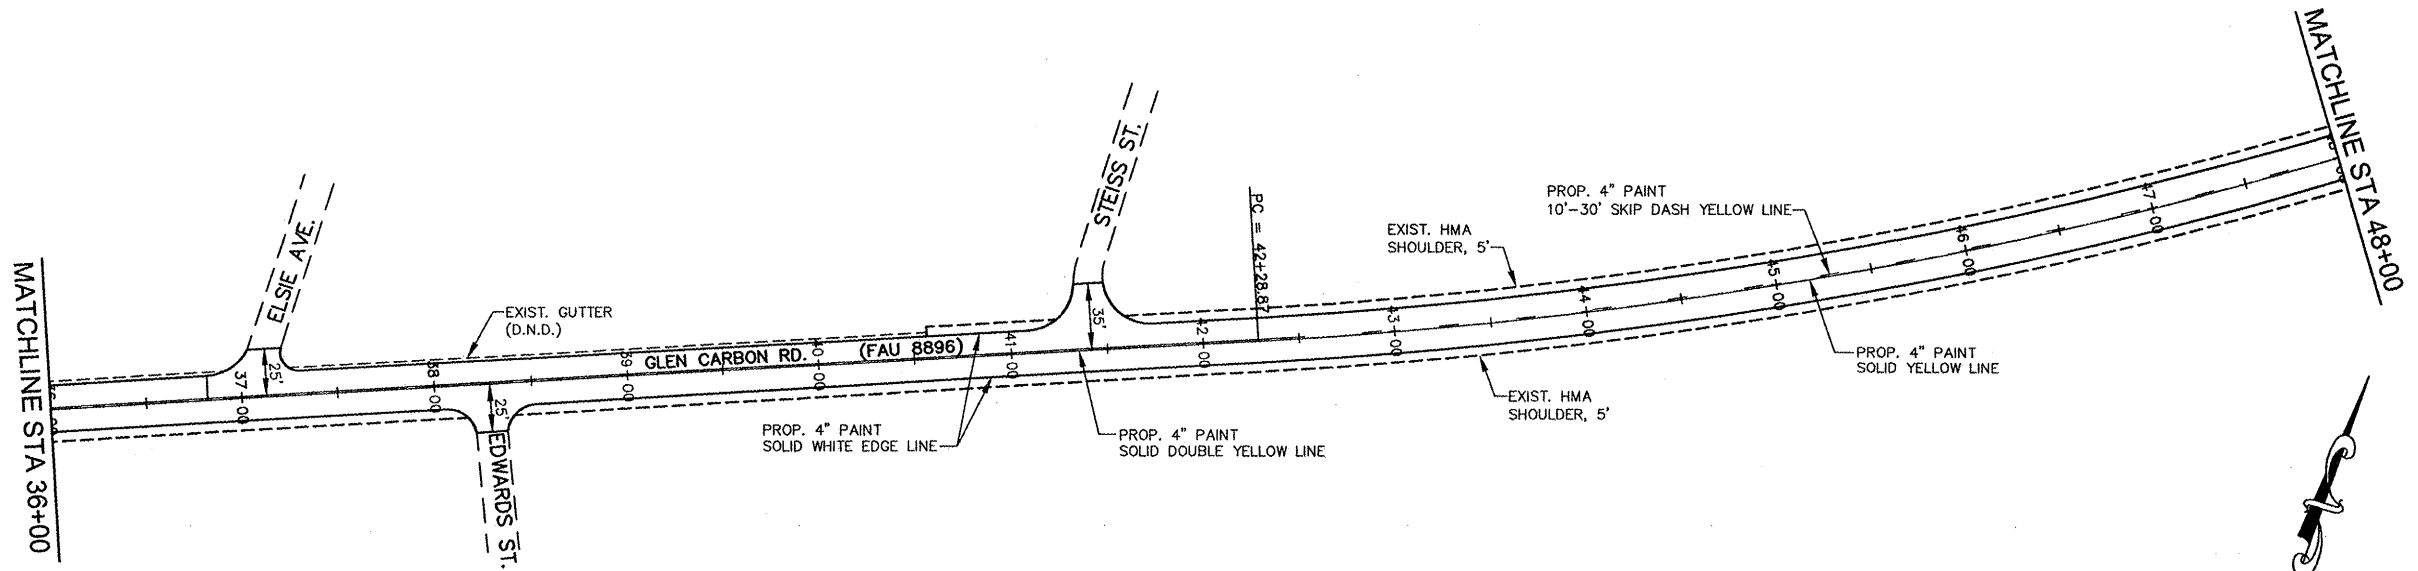 MATCHLINE STA 36+00
ELSIE AVE.
25'
37+00
EXIST. GUTTER
(D.N.D.)
38+00
25'
EDWARDS ST.
39+00
GLEN CARBON RD. (FAU 8896)
40+00
41+00
PROP. 4" PAINT
SOLID WHITE EDGE LINE
STEISS ST.
35'
PROP. 4" PAINT
SOLID DOUBLE YELLOW LINE
42+00
PC = 42+28.87
43+00
EXIST. HMA
SHOULDER, 5'
EXIST. HMA
SHOULDER, 5'
44+00
PROP. 4" PAINT
10'-30' SKIP DASH YELLOW LINE
45+00
PROP. 4" PAINT
SOLID YELLOW LINE
46+00
47+00
MATCHLINE STA 48+00